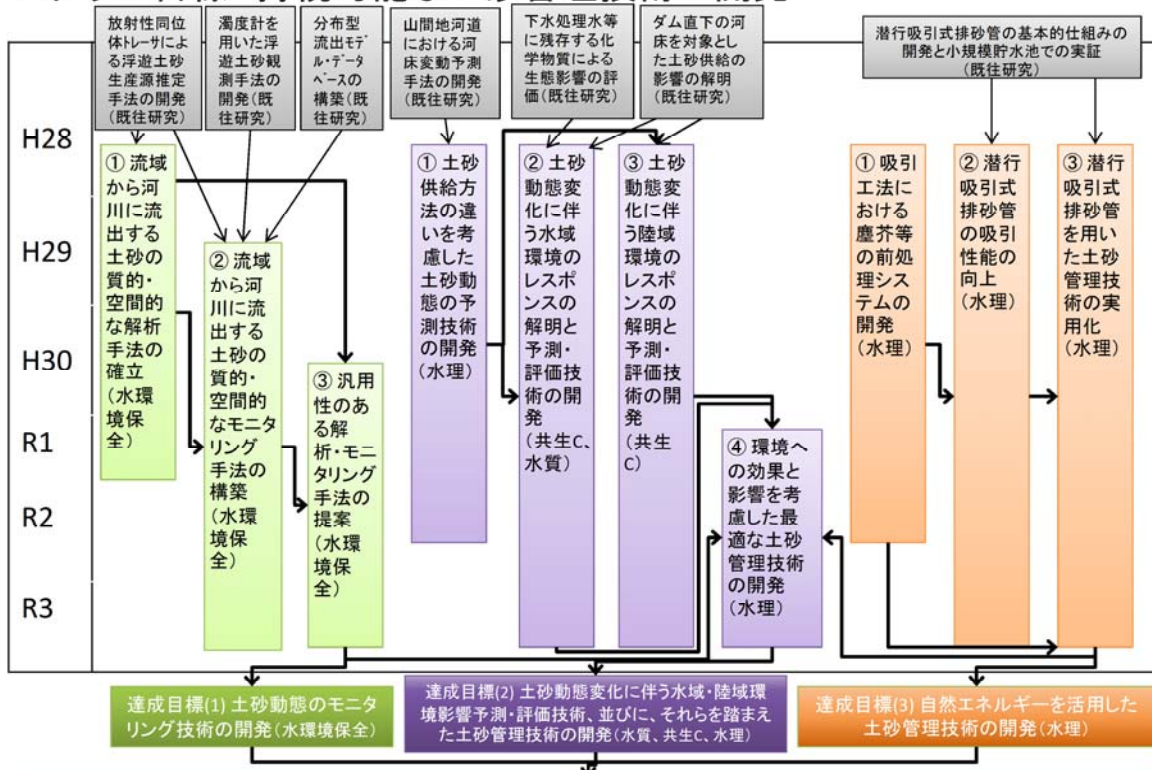 放射性同位
体トレーサによ
る浮遊土砂
生産源推定
手法の開発
(既往研究)
濁度計を
用いた浮
遊土砂観
測手法の
開発(既
往研究)
分布型
流出モデ
ル・データ
ベースの
構築(既
往研究)
山間地河道
における河
床変動予測
手法の開発
(既往研究)
下水処理水等
に残存する化
学物質による
生態影響の評
価(既往研究)
ダム直下の河
床を対象とし
た土砂供給の
影響の解明
(既往研究)
潜行吸引式排砂管の基本的仕組みの
開発と小規模貯水池での実証
(既往研究)
H28
H29
H30
R1
R2
R3
① 流域
から河
川に流
出する
土砂の
質的・
空間的
な解析
手法の
確立
(水環
境保
全)
② 流域
から河
川に流
出する
土砂の
質的・
空間的
なモニタ
リング
手法の
構築
(水環
境保
全)
③ 汎用
性のあ
る解
析・モニ
タリング
手法の
提案
(水環
境保
全)
① 土砂
供給方
法の違
いを考
慮した
土砂動
態の予
測技術
の開発
(水理)
② 土砂
動態変
化に伴
う水域
環境の
レスポ
ンスの
解明と
予測・
評価技
術の開
発
(共生C、
水質)
③ 土砂
動態変
化に伴
う陸域
環境の
レスポ
ンスの
解明と
予測・
評価技
術の開
発
(共生
C)
④ 環境へ
の効果と
影響を考
慮した最
適な土砂
管理技術
の開発
(水理)
① 吸引
工法に
おける
塵芥等
の前処
理シス
テムの
開発
(水理)
② 潜行
吸引式
排砂管
の吸引
性能の
向上
(水理)
③ 潜行
吸引式
排砂管
を用い
た土砂
管理技
術の実
用化
(水理)
達成目標(1) 土砂動態のモニタ
リング技術の開発(水環境保全)
達成目標(2) 土砂動態変化に伴う水域・陸域環
境影響予測・評価技術、並びに、それらを踏まえ
た土砂管理技術の開発(水質、共生C、水理)
達成目標(3) 自然エネルギーを活用した
土砂管理技術の開発(水理)